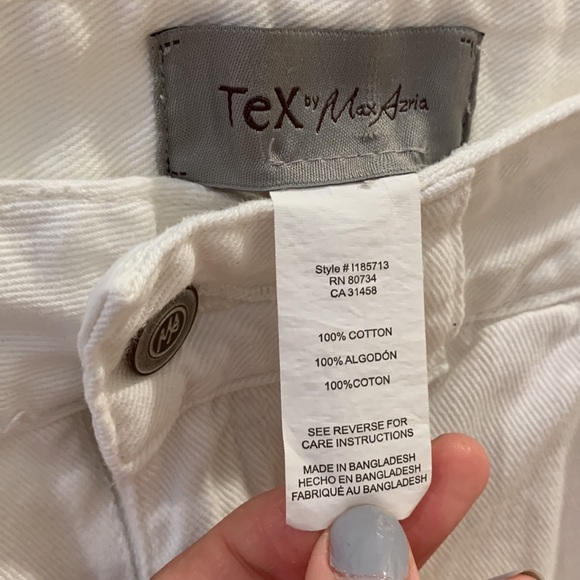 TeX by Max Azria
Style # I185713
RN 80734
CA 31458
100% COTTON
100% ALGODÓN
100%COTON
SEE REVERSE FOR
CARE INSTRUCTIONS
MADE IN BANGLADESH
HECHO EN BANGLADESH
FABRIQUÉ AU BANGLADESH